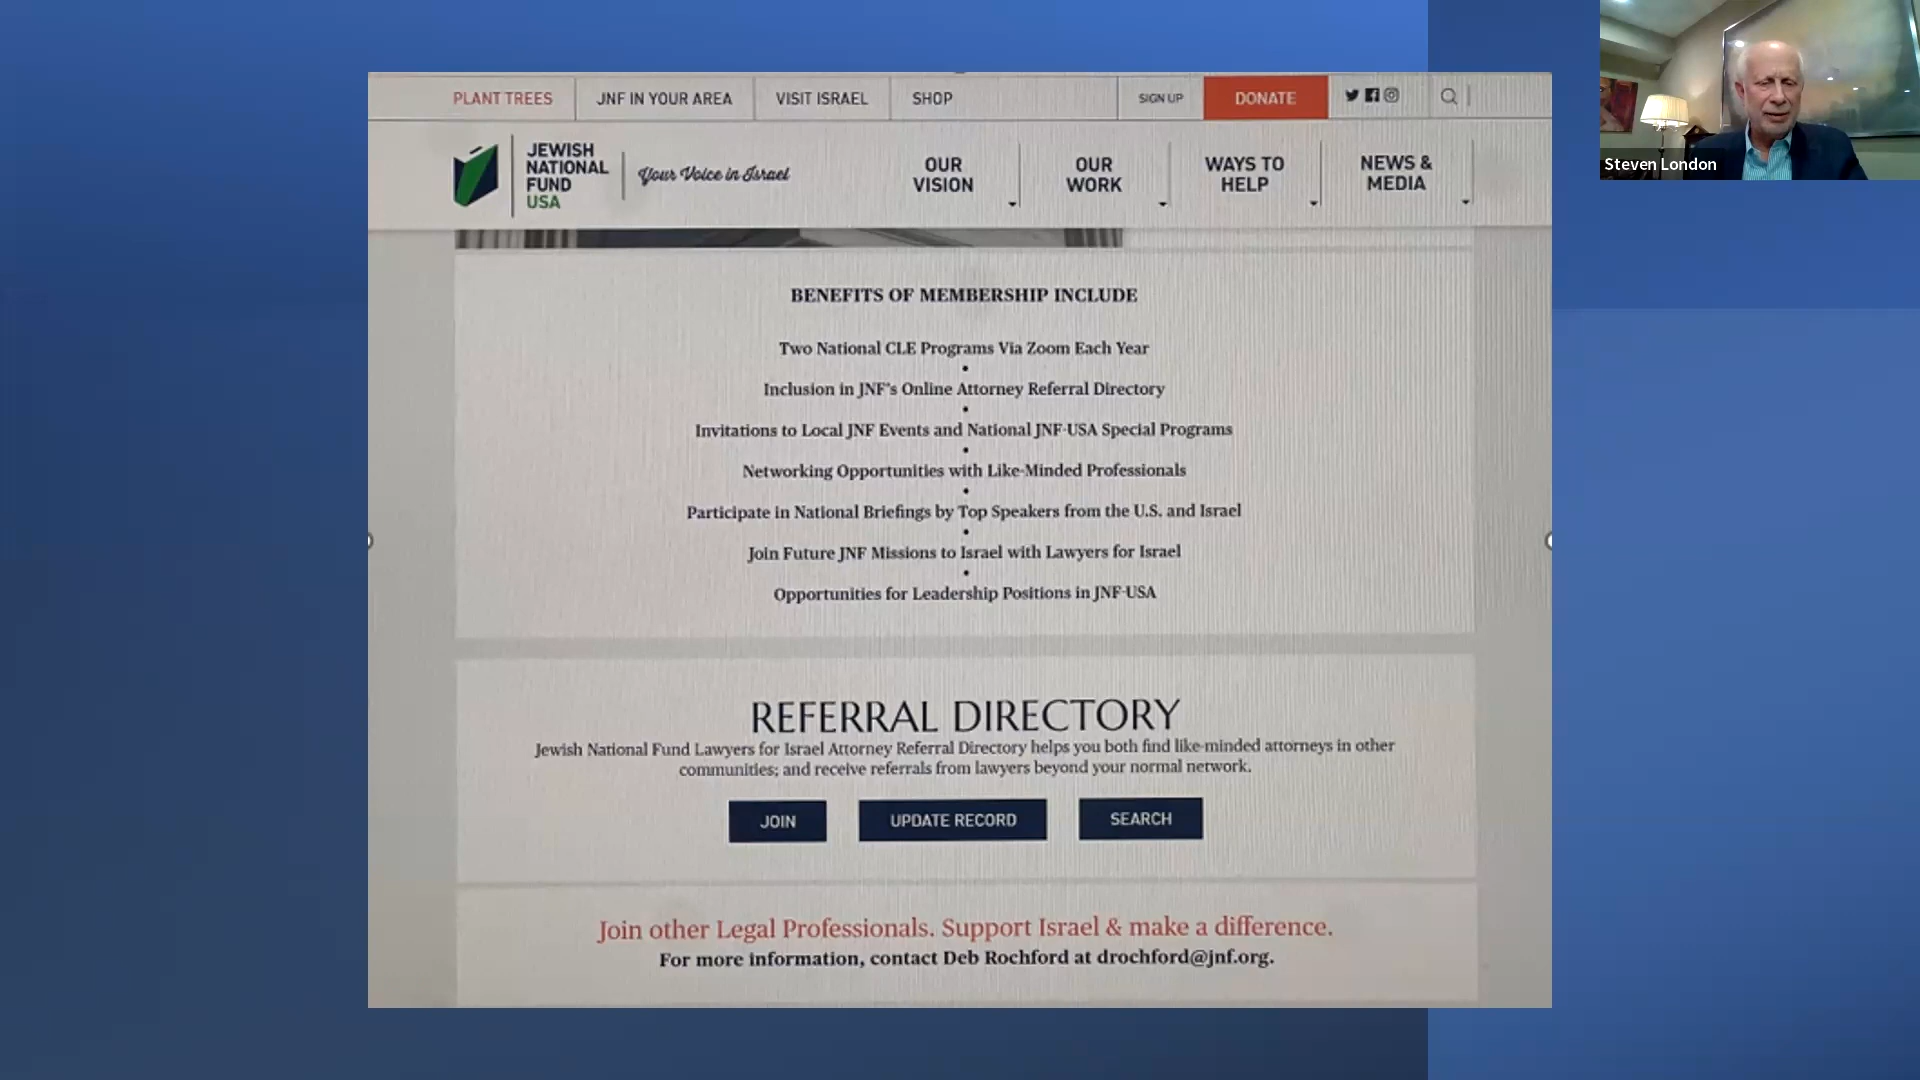 PLANT TREES
JNF IN YOUR AREA
VISIT ISRAEL
SHOP
SIGN UP
DONATE
JEWISH
NATIONAL
FUND
USA
Your Voice in Israel
OUR
VISION
OUR
WORK
WAYS TO
HELP
NEWS &
MEDIA
Steven London
BENEFITS OF MEMBERSHIP INCLUDE
Two National CLE Programs Via Zoom Each Year
•
Inclusion in JNF's Online Attorney Referral Directory
•
Invitations to Local JNF Events and National JNF-USA Special Programs
•
Networking Opportunities with Like-Minded Professionals
•
Participate in National Briefings by Top Speakers from the U.S. and Israel
•
Join Future JNF Missions to Israel with Lawyers for Israel
•
Opportunities for Leadership Positions in JNF-USA
REFERRAL DIRECTORY
Jewish National Fund Lawyers for Israel Attorney Referral Directory helps you both find like-minded attorneys in other
communities; and receive referrals from lawyers beyond your normal network.
JOIN
UPDATE RECORD
SEARCH
Join other Legal Professionals. Support Israel & make a difference.
For more information, contact Deb Rochford at drochford@jnf.org.